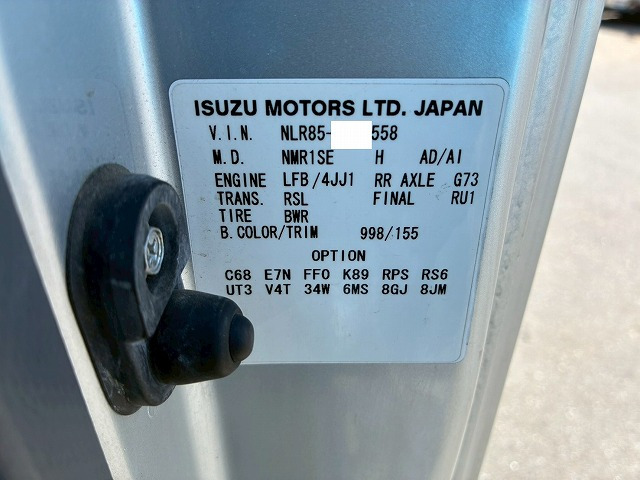 ISUZU MOTORS LTD. JAPAN
V.I.N. NLR85- 558
M.D. NMR1SE H AD/AI
ENGINE LFB/4JJ1 RR AXLE G73
TRANS. RSL FINAL RU1
TIRE BWR
B.COLOR/TRIM 998/155
OPTION
C68 E7N FF0 K89 RPS RS6
UT3 V4T 34W 6MS 8GJ 8JM